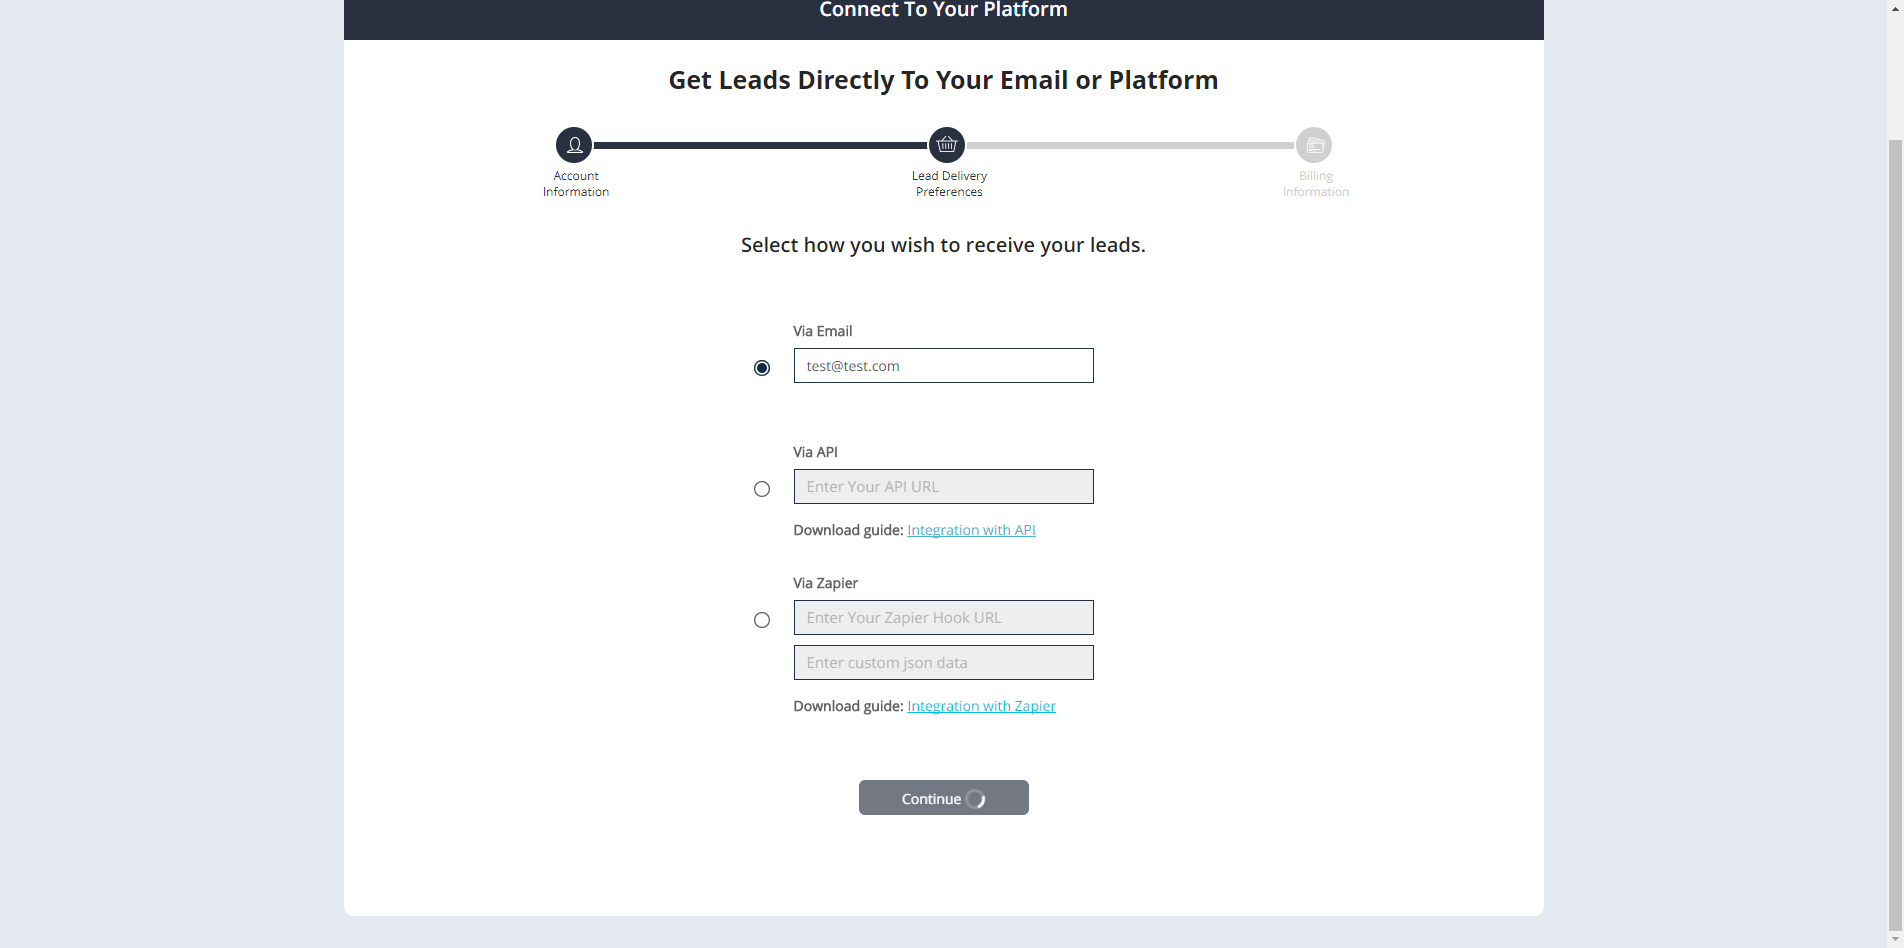 Connect To Your Platform
Get Leads Directly To Your Email or Platform
Account
Information
Lead Delivery
Preferences
Billing
Information
Select how you wish to receive your leads.
Via Email
test@test.com
Via API
Enter Your API URL
Download guide: Integration with API
Via Zapier
Enter Your Zapier Hook URL
Enter custom json data
Download guide: Integration with Zapier
Continue